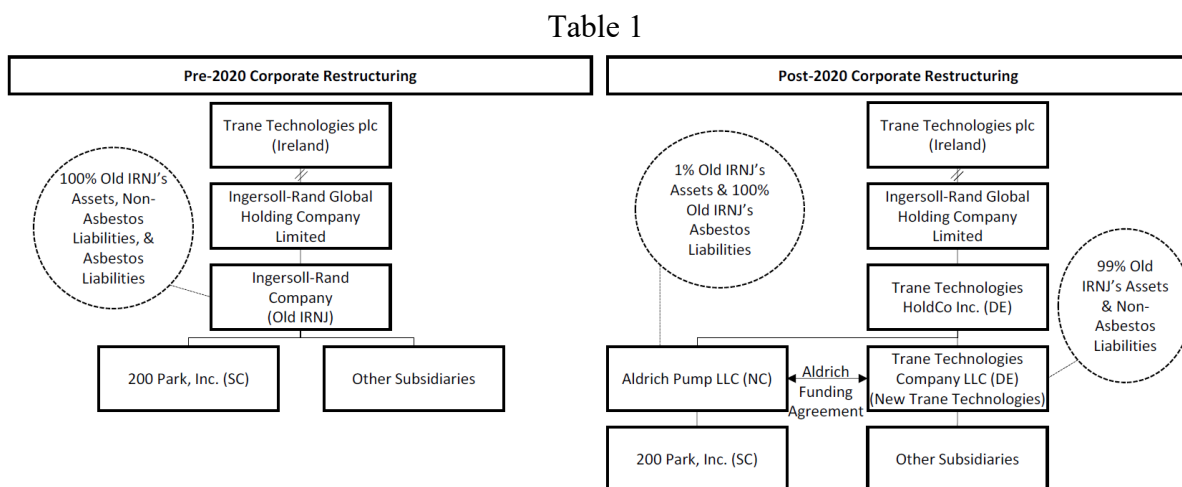 Table 1
Pre-2020 Corporate Restructuring
Trane Technologies plc
(Ireland)
100% Old IRNJ's
Assets, Non-
Asbestos
Liabilities, &
Asbestos
Liabilities
Ingersoll-Rand Global
Holding Company
Limited
Ingersoll-Rand
Company
(Old IRNJ)
200 Park, Inc. (SC)
Other Subsidiaries
Post-2020 Corporate Restructuring
Trane Technologies plc
(Ireland)
1% Old IRNJ's
Assets & 100%
Old IRNJ's
Asbestos
Liabilities
Ingersoll-Rand Global
Holding Company
Limited
Trane Technologies
HoldCo Inc. (DE)
99% Old
IRNJ's Assets
& Non-
Asbestos
Liabilities
Aldrich Pump LLC (NC)
Aldrich
Funding
Agreement
Trane Technologies
Company LLC (DE)
(New Trane Technologies)
200 Park, Inc. (SC)
Other Subsidiaries